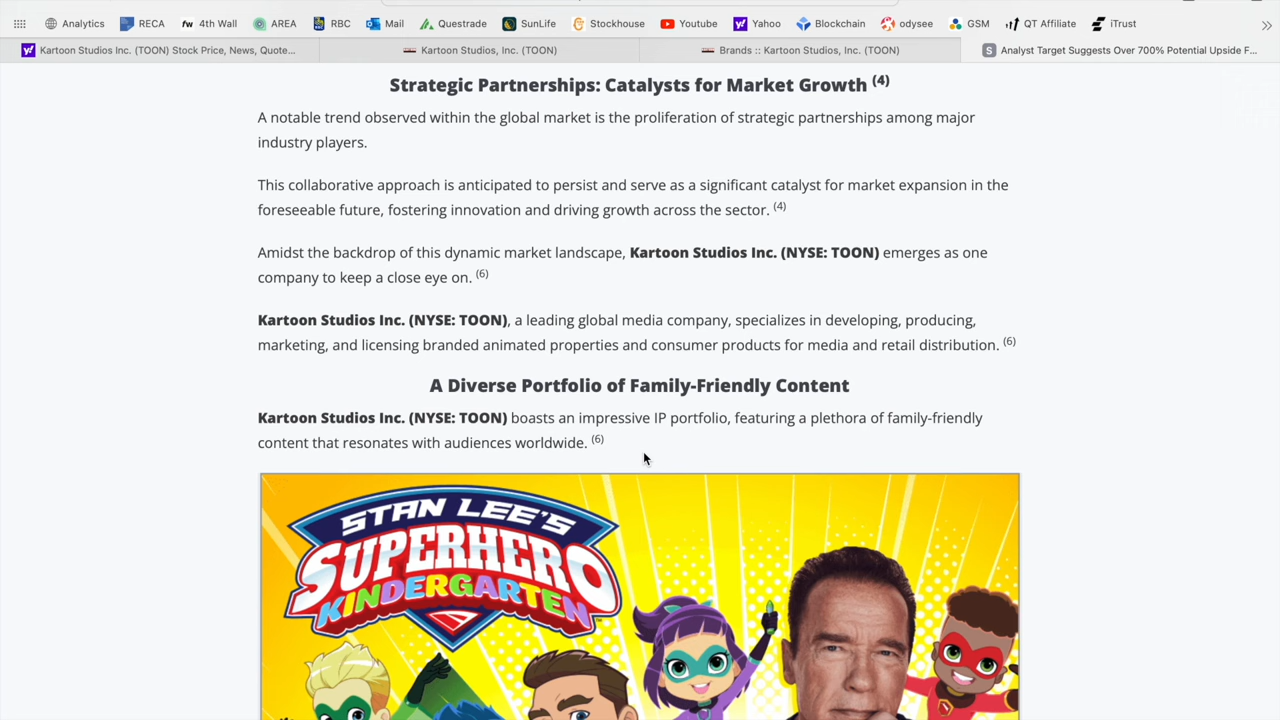 Analytics RECA fw 4th Wall AREA RBC Mail Questrade SunLife Stockhouse Youtube Yahoo Blockchain odysee GSM QT Affiliate iTrust
Kartoon Studios Inc. (TOON) Stock Price, News, Quote... Kartoon Studios, Inc. (TOON) Brands :: Kartoon Studios, Inc. (TOON) S Analyst Target Suggests Over 700% Potential Upside F...
Strategic Partnerships: Catalysts for Market Growth (4)
A notable trend observed within the global market is the proliferation of strategic partnerships among major
industry players.
This collaborative approach is anticipated to persist and serve as a significant catalyst for market expansion in the
foreseeable future, fostering innovation and driving growth across the sector. (4)
Amidst the backdrop of this dynamic market landscape, Kartoon Studios Inc. (NYSE: TOON) emerges as one
company to keep a close eye on. (6)
Kartoon Studios Inc. (NYSE: TOON), a leading global media company, specializes in developing, producing,
marketing, and licensing branded animated properties and consumer products for media and retail distribution. (6)
A Diverse Portfolio of Family-Friendly Content
Kartoon Studios Inc. (NYSE: TOON) boasts an impressive IP portfolio, featuring a plethora of family-friendly
content that resonates with audiences worldwide. (6)
STAN LEE'S
SUPERHERO
KINDERGARTEN